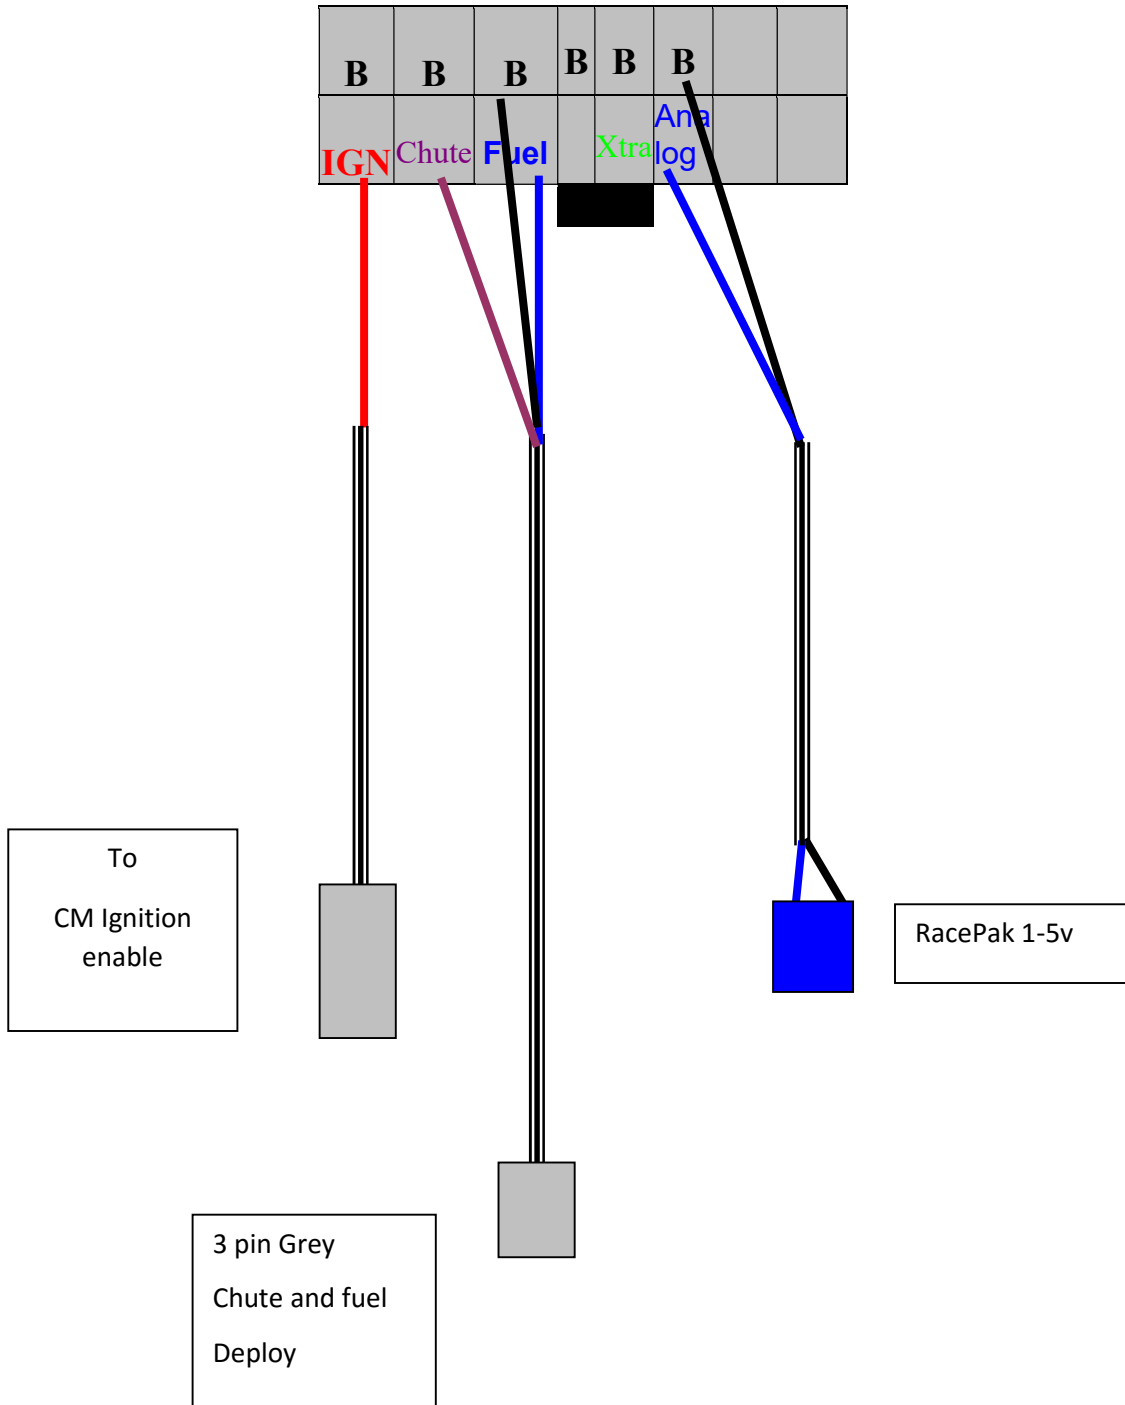 B B B B B B
IGN Chute Fuel Xtra Ana
log
To
CM Ignition
enable
RacePak 1-5v
3 pin Grey
Chute and fuel
Deploy